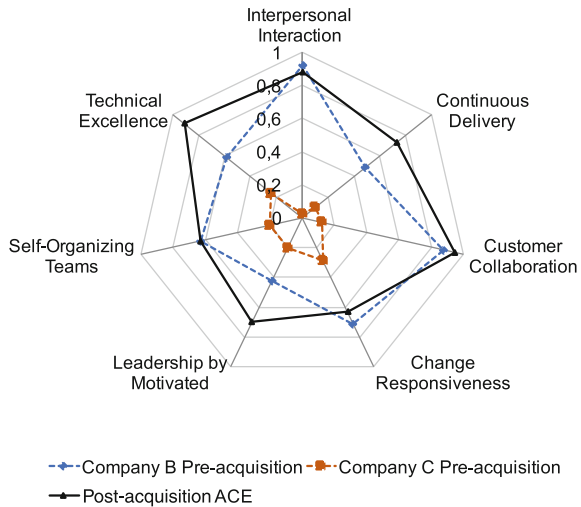 Interpersonal
Interaction
1
0,8
0,6
0,4
0,2
0
Technical
Excellence
Continuous
Delivery
Self-Organizing
Teams
Customer
Collaboration
Leadership by
Motivated
Change
Responsiveness
Company B Pre-acquisition
Company C Pre-acquisition
Post-acquisition ACE